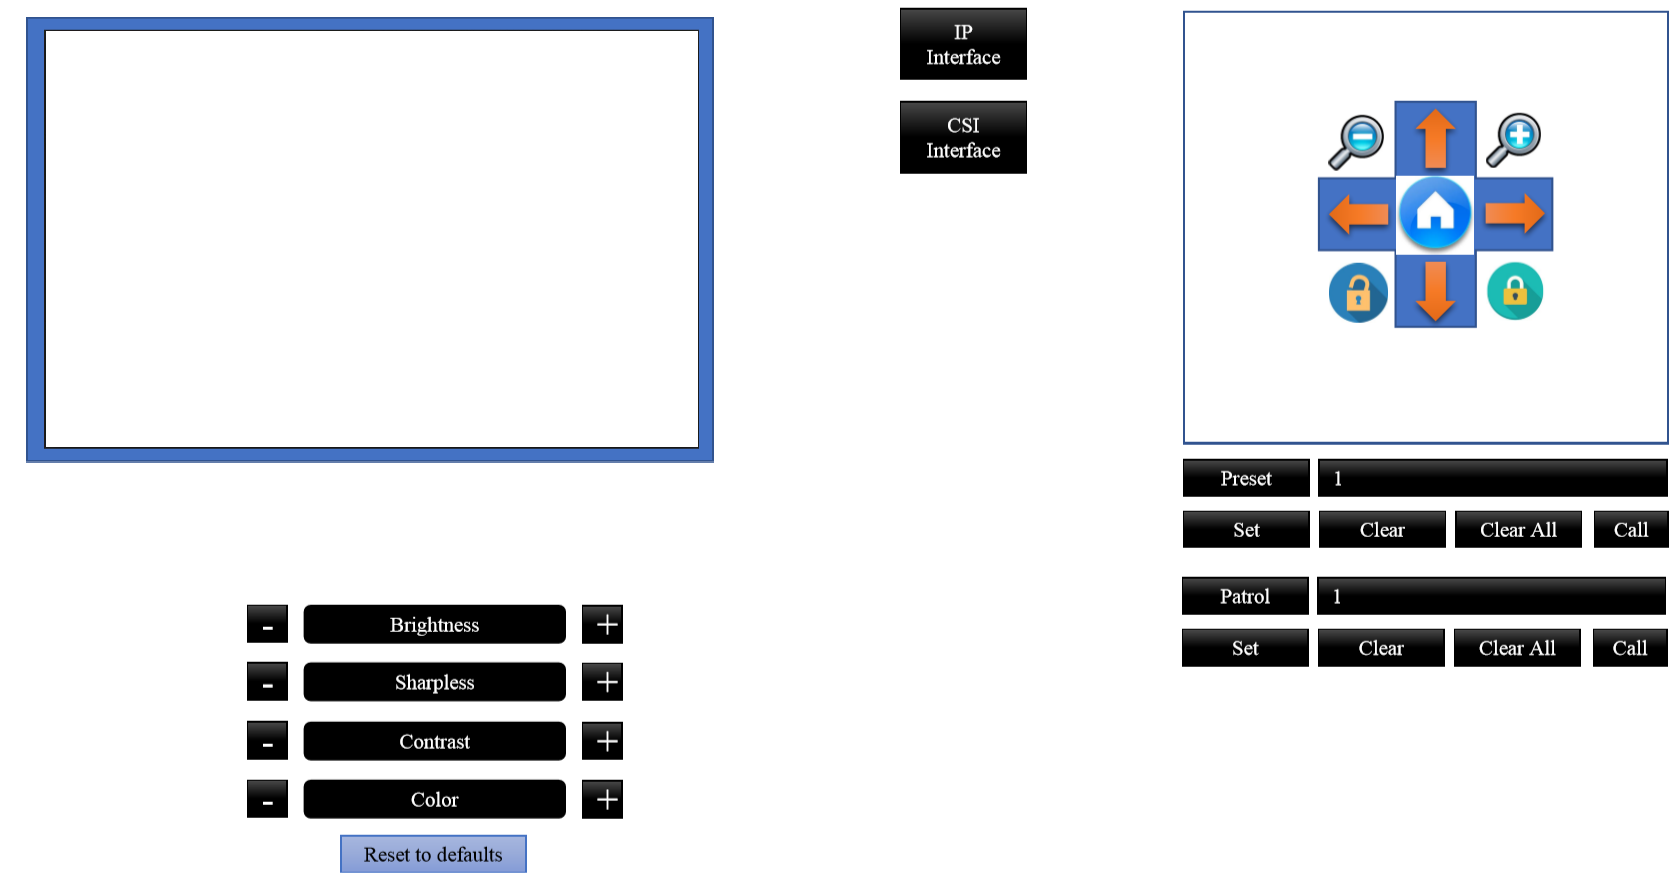 IP
Interface
CSI
Interface
Preset 1
Set Clear Clear All Call
Patrol 1
Set Clear Clear All Call
- Brightness +
- Sharpless +
- Contrast +
- Color +
Reset to defaults